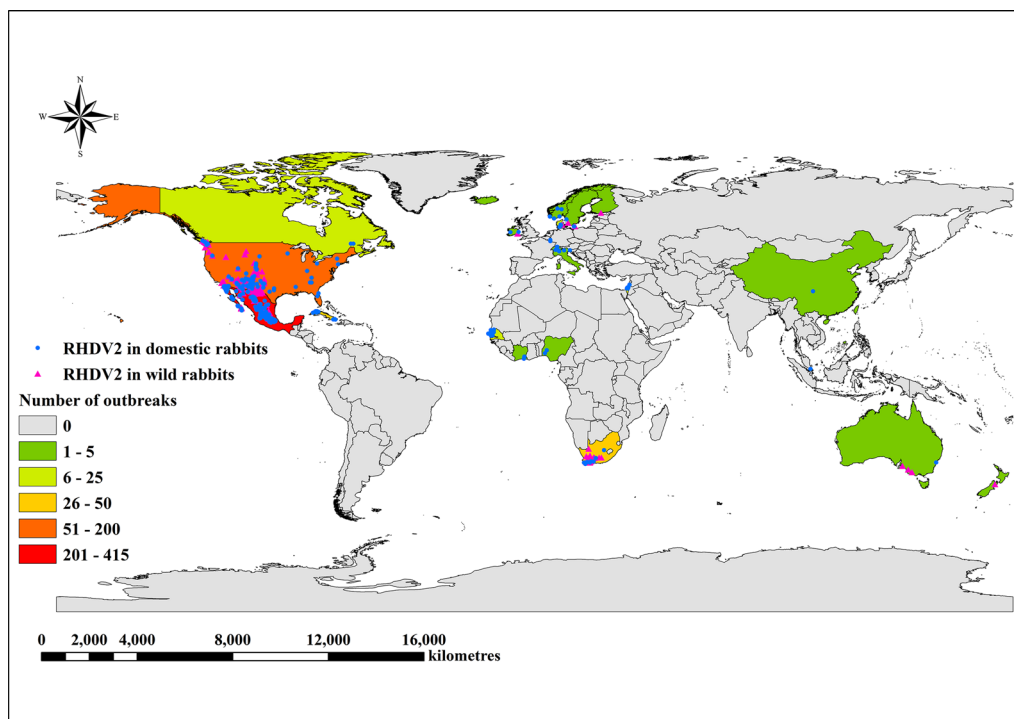 N
W E
S
RHDV2 in domestic rabbits
RHDV2 in wild rabbits
Number of outbreaks
0
1 - 5
6 - 25
26 - 50
51 - 200
201 - 415
0 2,000 4,000 8,000 12,000 16,000
kilometres